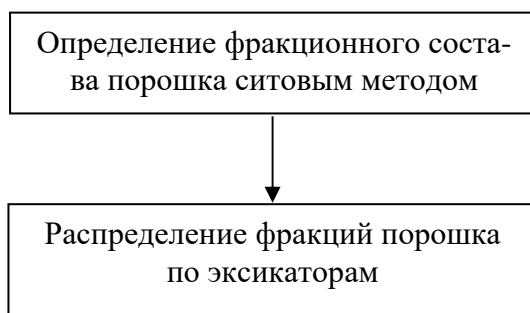 Определение фракционного соста-
ва порошка ситовым методом
Распределение фракций порошка
по эксикаторам